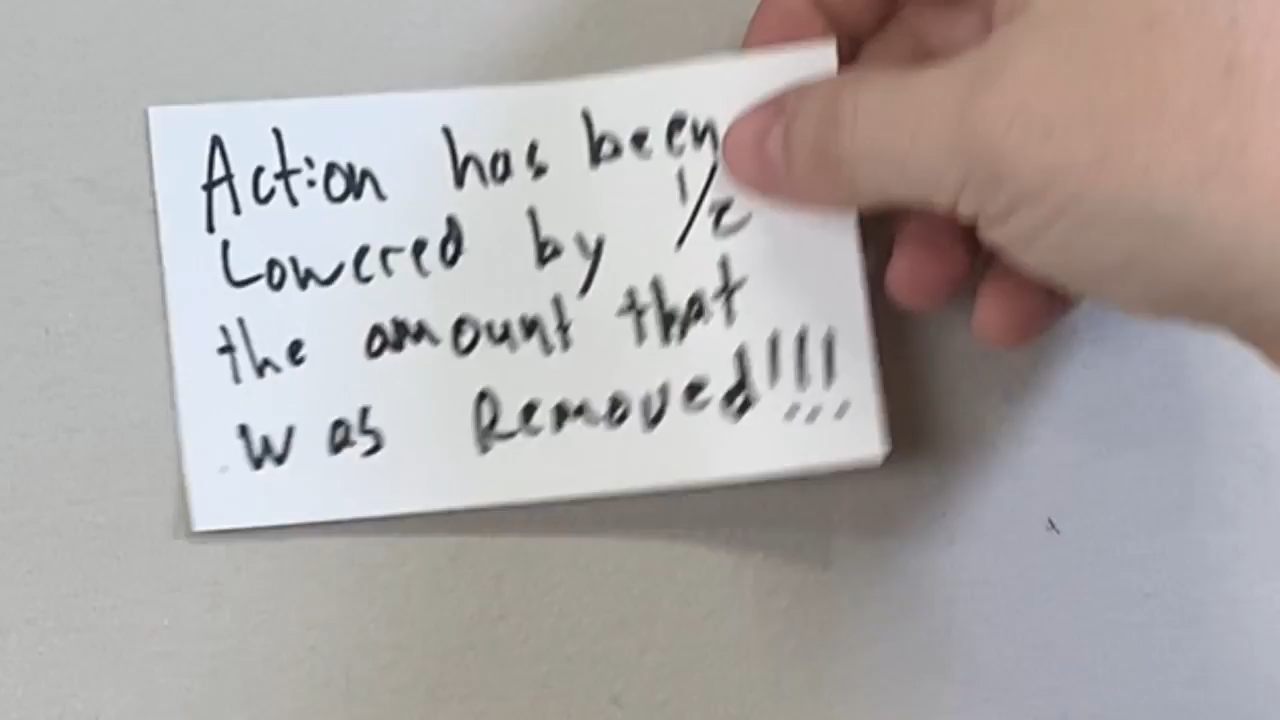 Action has been
Lowered by 1/2
the amount that
was Removed!!!